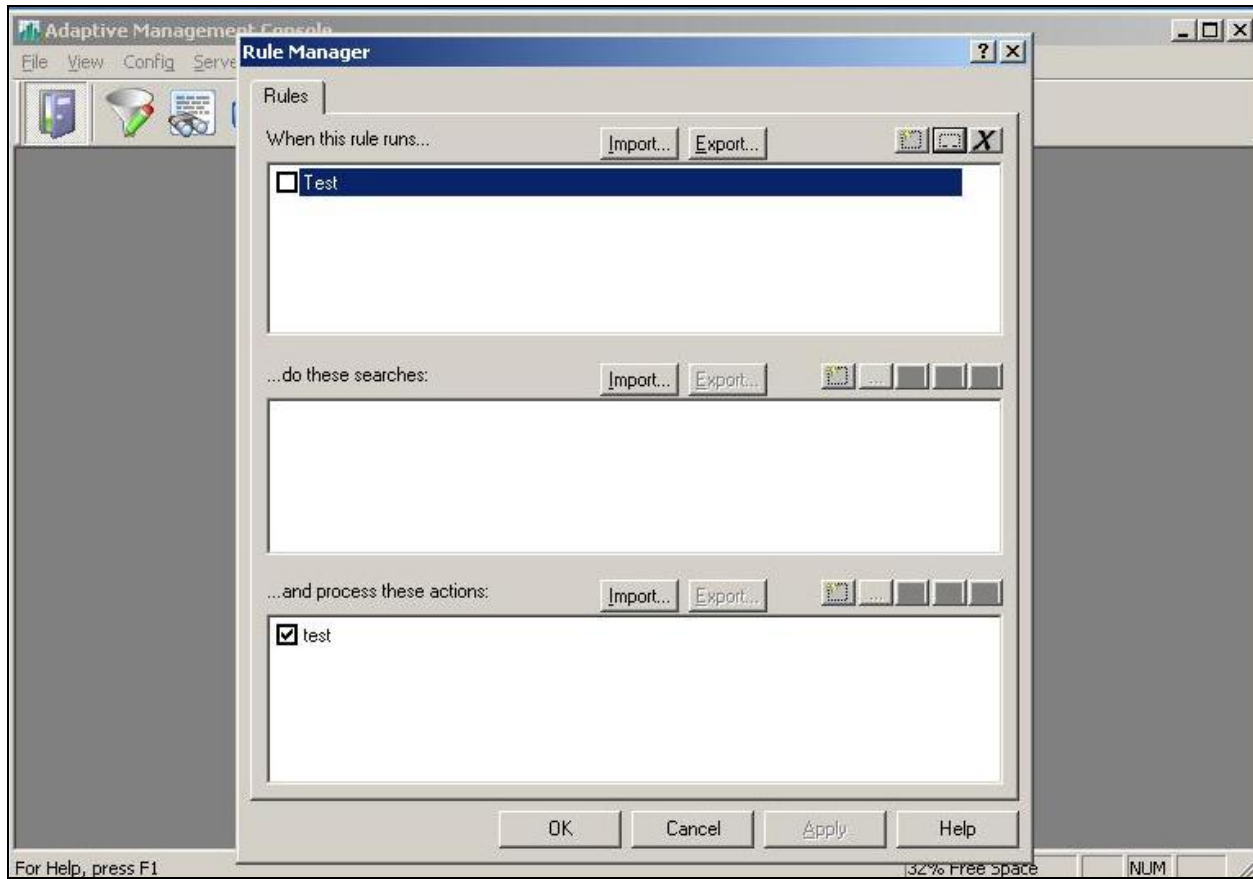 Adaptive Management Console
Rule Manager
File View Config Serve
Rules
When this rule runs... Import... Export... X
Test
...do these searches: Import... Export... ...
...and process these actions: Import... Export... ...
test
OK Cancel Apply Help
For Help, press F1 32% Free Space NUM